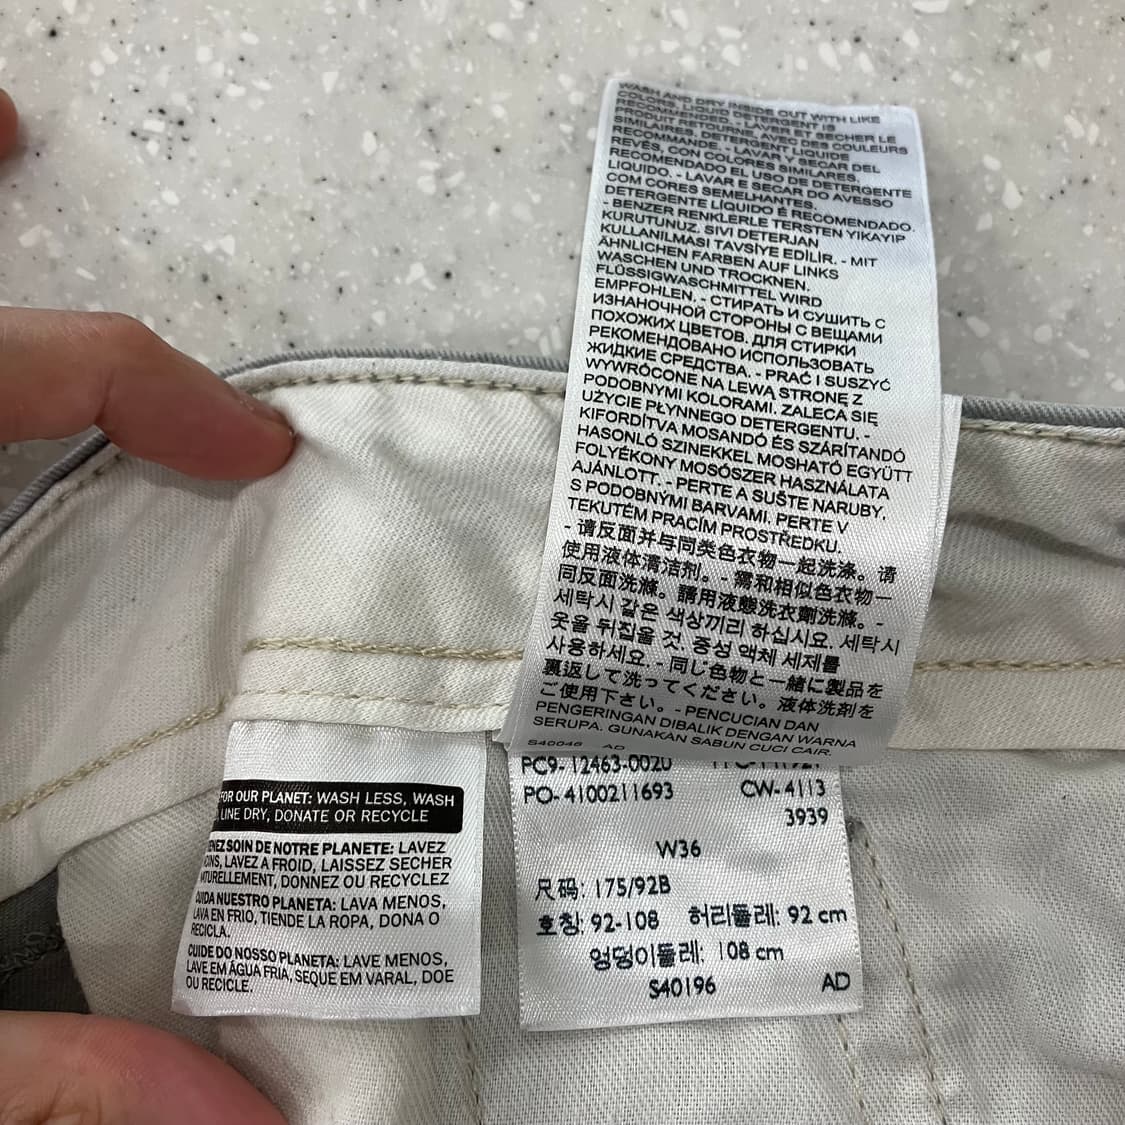 WASH AND DRY INSIDE OUT WITH LIKE
COLORS, LIQUID DETERGENT IS
RECOMMENDED. - LAVER ET SECHER LE
PRODUIT RETOURNE, AVEC DES COULEURS
SIMILAIRES. DETERGENT LIQUIDE
RECOMMANDE. - LAVAR Y SECAR DEL
REVÉS, CON COLORES SIMILARES.
RECOMENDADO EL USO DE DETERGENTE
LIQUIDO. - LAVAR E SECAR DO AVESSO
COM CORES SEMELHANTES.
DETERGENTE LÍQUIDO É RECOMENDADO.
- BENZER RENKLERLE TERSTEN YIKAYIP
KURUTUNUZ. SIVI DETERJAN
KULLANILMASI TAVSİYE EDİLİR. - MIT
ÄHNLICHEN FARBEN AUF LINKS
WASCHEN UND TROCKNEN.
FLÜSSIGWASCHMITTEL WIRD
EMPFOHLEN. - СТИРАТЬ И СУШИТЬ С
ИЗНАНОЧНОЙ СТОРОНЫ С ВЕЩАМИ
ПОХОЖИХ ЦВЕТОВ. ДЛЯ СТИРКИ
РЕКОМЕНДОВАНО ИСПОЛЬЗОВАТЬ
ЖИДКИЕ СРЕДСТВА. - PRAĆ I SUSZYĆ
WYWRÓCONE NA LEWĄ STRONĘ Z
PODOBNYMI KOLORAMI. ZALECA SIĘ
UŻYCIE PŁYNNEGO DETERGENTU. -
KIFORDÍTVA MOSANDÓ ÉS SZÁRÍTANDÓ
HASONLÓ SZINEKKEL MOSHATÓ EGYÜTT
FOLYÉKONY MOSÓSZER HASZNÁLATA
AJÁNLOTT. - PERTE A SUŠTE NARUBY,
S PODOBNÝMI BARVAMI. PERTE V
TEKUTÉM PRACÍM PROSTŘEDKU.
- 请反面并与同类色衣物一起洗涤。请
使用液体清洁剂。- 需和相似色衣物一
同反面洗滌。請用液態洗衣劑洗滌。-
세탁시 같은 색상끼리 하십시요. 세탁시
옷을 뒤집을 것. 중성 액체 세제를
사용하세요. - 同じ色物と一緒に製品を
裏返して洗ってください。液体洗剤を
ご使用下さい。- PENCUCIAN DAN
PENGERINGAN DIBALIK DENGAN WARNA
SERUPA. GUNAKAN SABUN CUCI CAIR.
S40046 AD
FOR OUR PLANET: WASH LESS, WASH
LINE DRY, DONATE OR RECYCLE
SOIN DE NOTRE PLANETE: LAVEZ
LAVEZ A FROID, LAISSEZ SECHER
DONNEZ OU RECYCLEZ
NUESTRO PLANETA: LAVA MENOS,
LAVA EN FRIO, TIENDE LA ROPA, DONA O
RECICLA.
CUIDE DO NOSSO PLANETA: LAVE MENOS,
LAVE EM ÁGUA FRIA, SEQUE EM VARAL, DOE
OU RECICLE.
PC9-12463-0020
PO-4100211693 CW-4113
3939
W36
尺码: 175/92B
호칭: 92-108 허리둘레: 92 cm
엉덩이둘레: 108 cm
S40196 AD